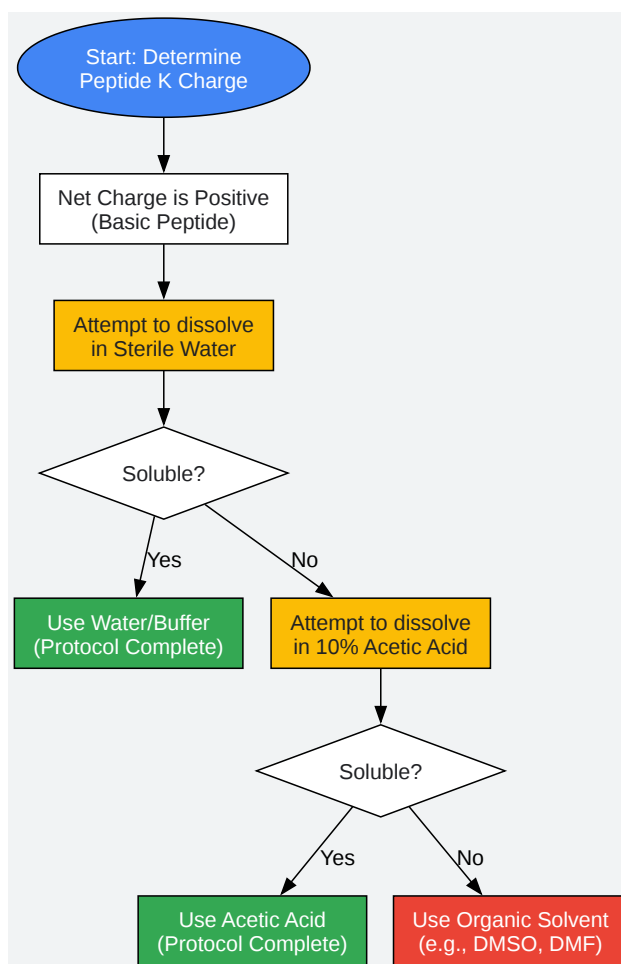 Start: Determine
Peptide K Charge
Net Charge is Positive
(Basic Peptide)
Attempt to dissolve
in Sterile Water
Soluble?
Yes
No
Use Water/Buffer
(Protocol Complete)
Attempt to dissolve
in 10% Acetic Acid
Soluble?
Yes
No
Use Acetic Acid
(Protocol Complete)
Use Organic Solvent
(e.g., DMSO, DMF)